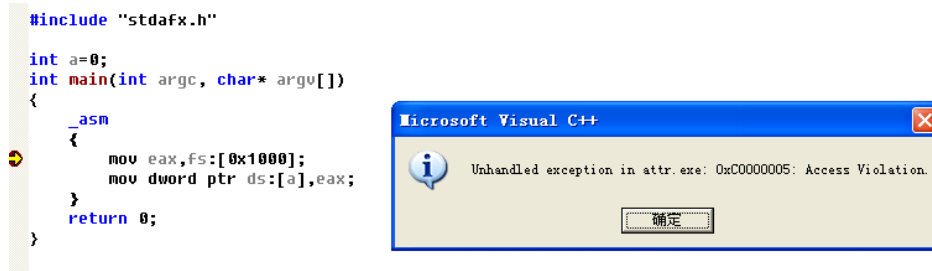 #include "stdafx.h"
int a=0;
int main(int argc, char* argv[])
{
_asm
{
mov eax,fs:[0x1000];
mov dword ptr ds:[a],eax;
}
return 0;
}
Microsoft Visual C++
Unhandled exception in attr.exe: 0xC0000005: Access Violation.
确定